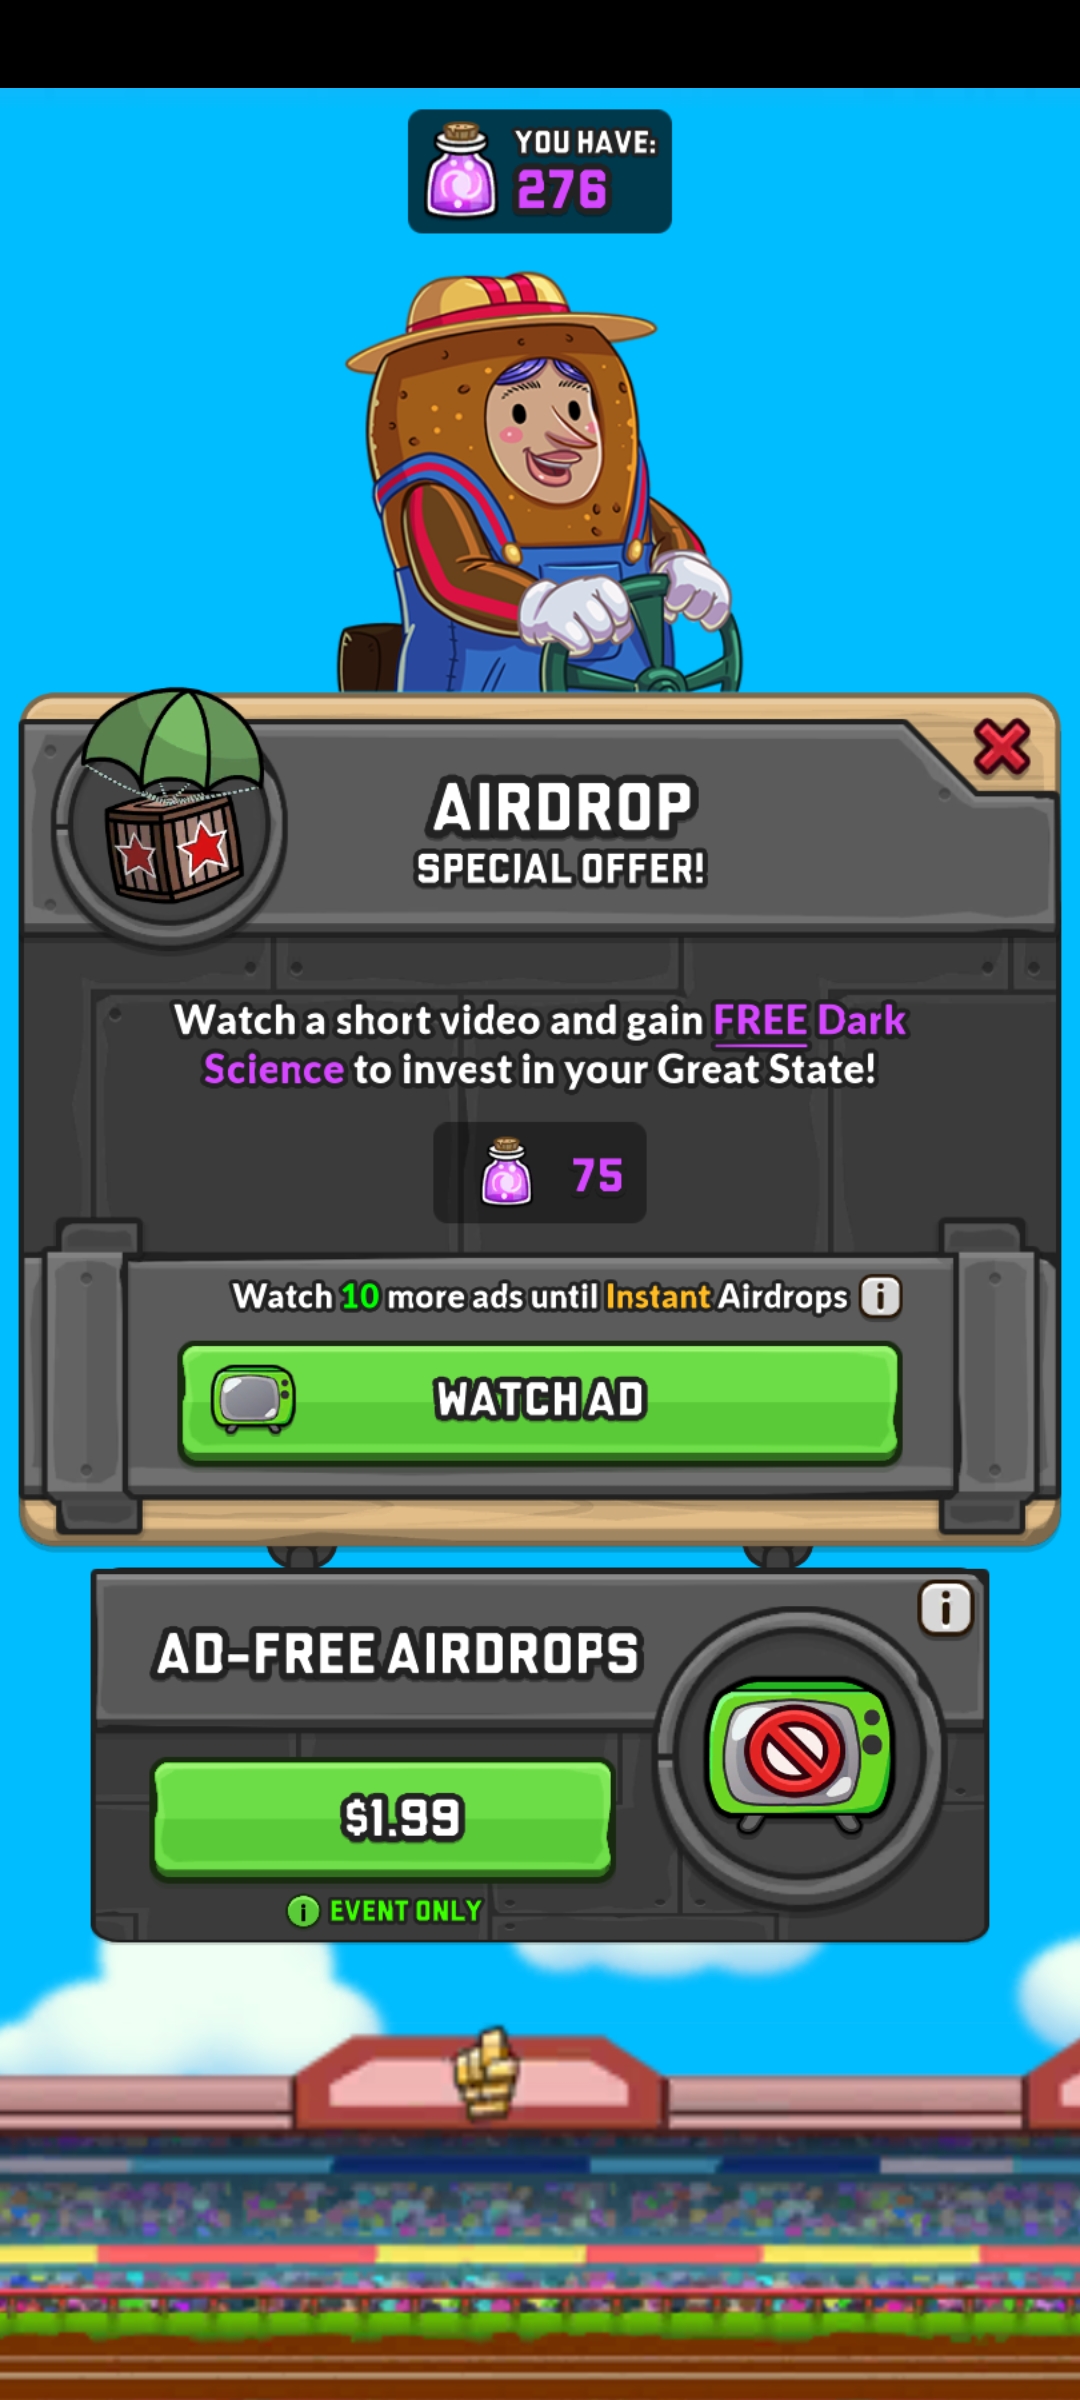 YOU HAVE:
276
AIRDROP
SPECIAL OFFER!
Watch a short video and gain FREE Dark
Science to invest in your Great State!
75
Watch 10 more ads until Instant Airdrops i
WATCH AD
i
AD-FREE AIRDROPS
$1.99
i EVENT ONLY